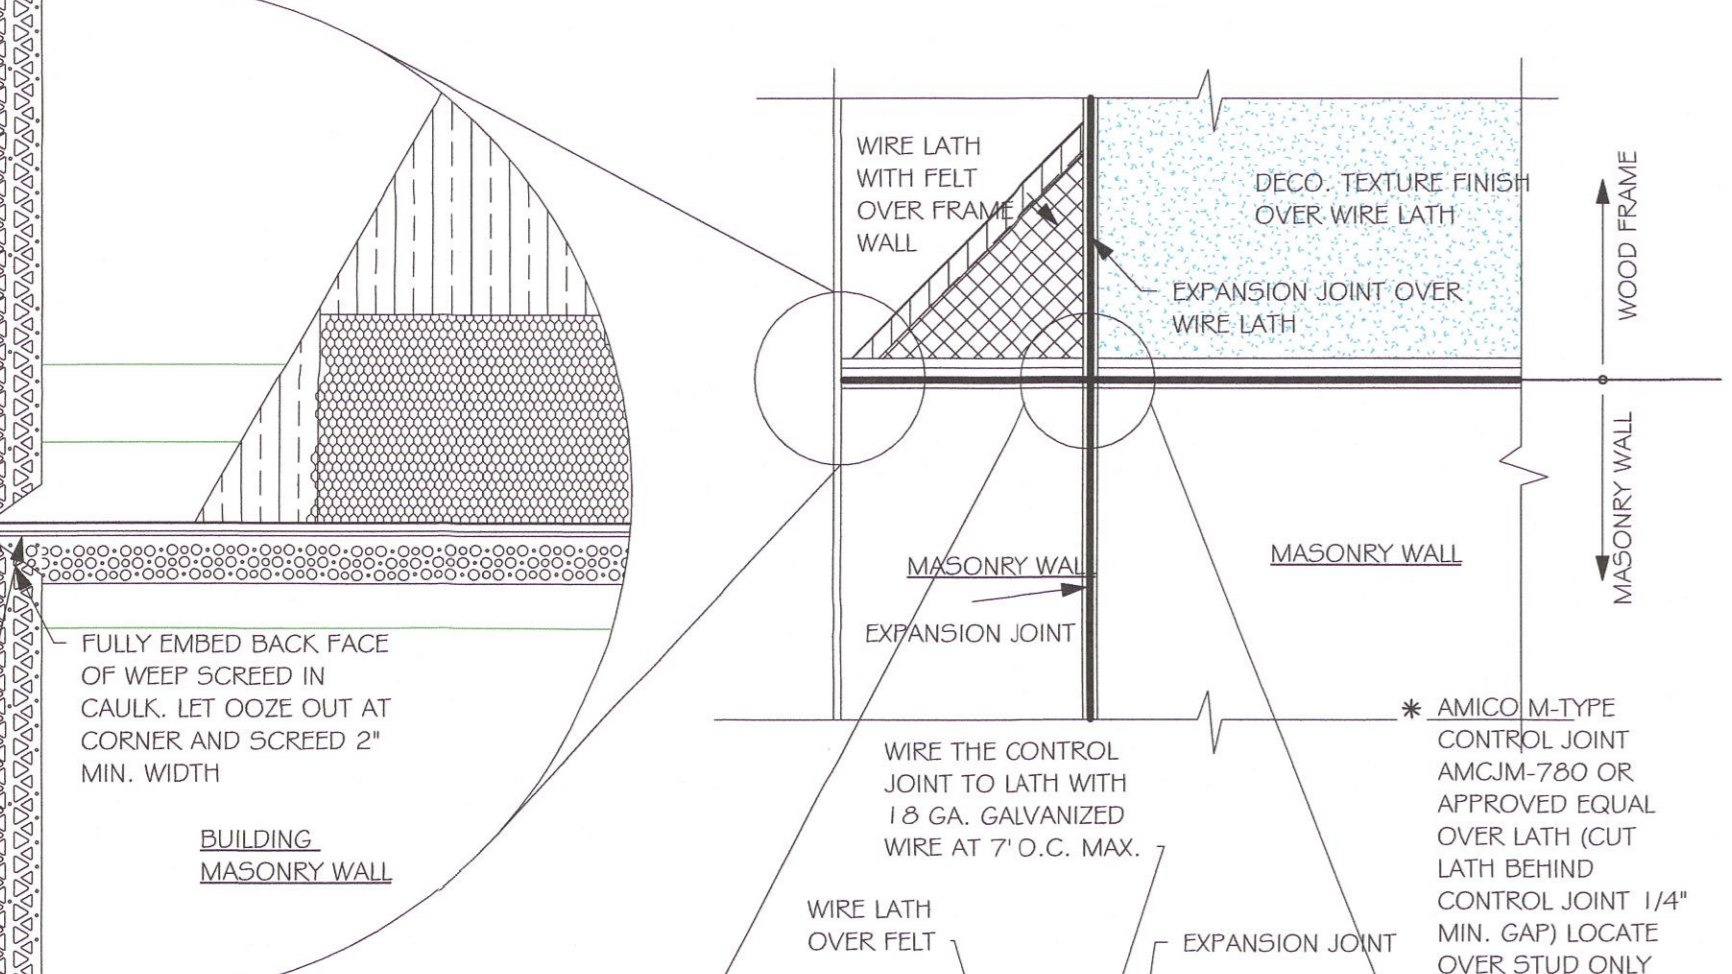 WIRE LATH
WITH FELT
OVER FRAME
WALL
DECO. TEXTURE FINISH
OVER WIRE LATH
EXPANSION JOINT OVER
WIRE LATH
WOOD FRAME
MASONRY WALL
MASONRY WALL
MASONRY WALL
EXPANSION JOINT
FULLY EMBED BACK FACE
OF WEEP SCREED IN
CAULK. LET OOZE OUT AT
CORNER AND SCREED 2"
MIN. WIDTH
BUILDING
MASONRY WALL
WIRE THE CONTROL
JOINT TO LATH WITH
18 GA. GALVANIZED
WIRE AT 7' O.C. MAX.
WIRE LATH
OVER FELT
EXPANSION JOINT
* AMICO M-TYPE
CONTROL JOINT
AMCJM-780 OR
APPROVED EQUAL
OVER LATH (CUT
LATH BEHIND
CONTROL JOINT 1/4"
MIN. GAP) LOCATE
OVER STUD ONLY